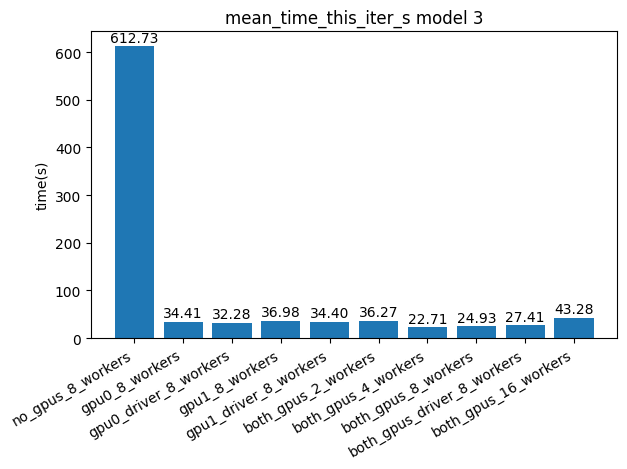 mean_time_this_iter_s model 3
time(s)
600
500
400
300
200
100
0
612.73
34.41
32.28
36.98
34.40
36.27
22.71
24.93
27.41
43.28
no_gpus_8_workers
gpu0_8_workers
gpu0_driver_8_workers
gpu1_8_workers
gpu1_driver_8_workers
both_gpus_2_workers
both_gpus_4_workers
both_gpus_8_workers
both_gpus_driver_8_workers
both_gpus_16_workers